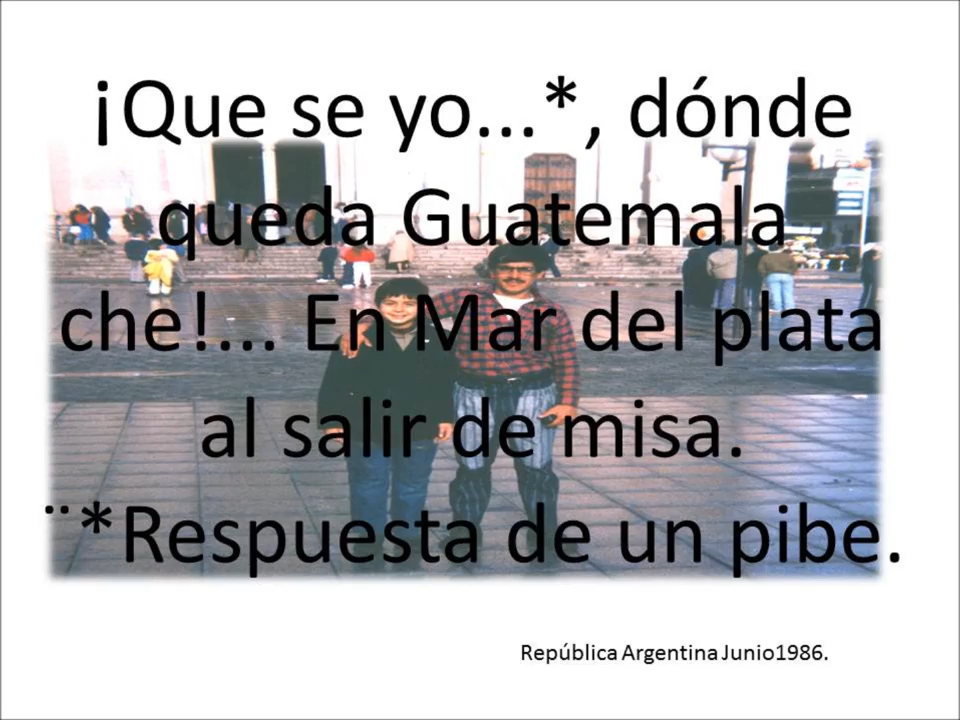 ¡Que se yo...*, dónde
queda Guatemala
che!... En Mar del plata
al salir de misa.
¨*Respuesta de un pibe.
República Argentina Junio1986.